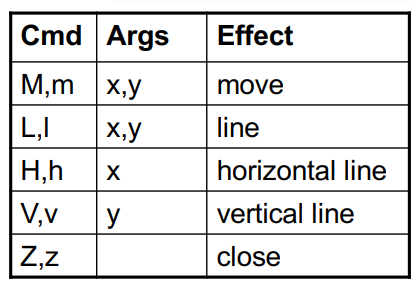 Cmd Args Effect
M,m x,y move
L,l x,y line
H,h x horizontal line
V,v y vertical line
Z,z close